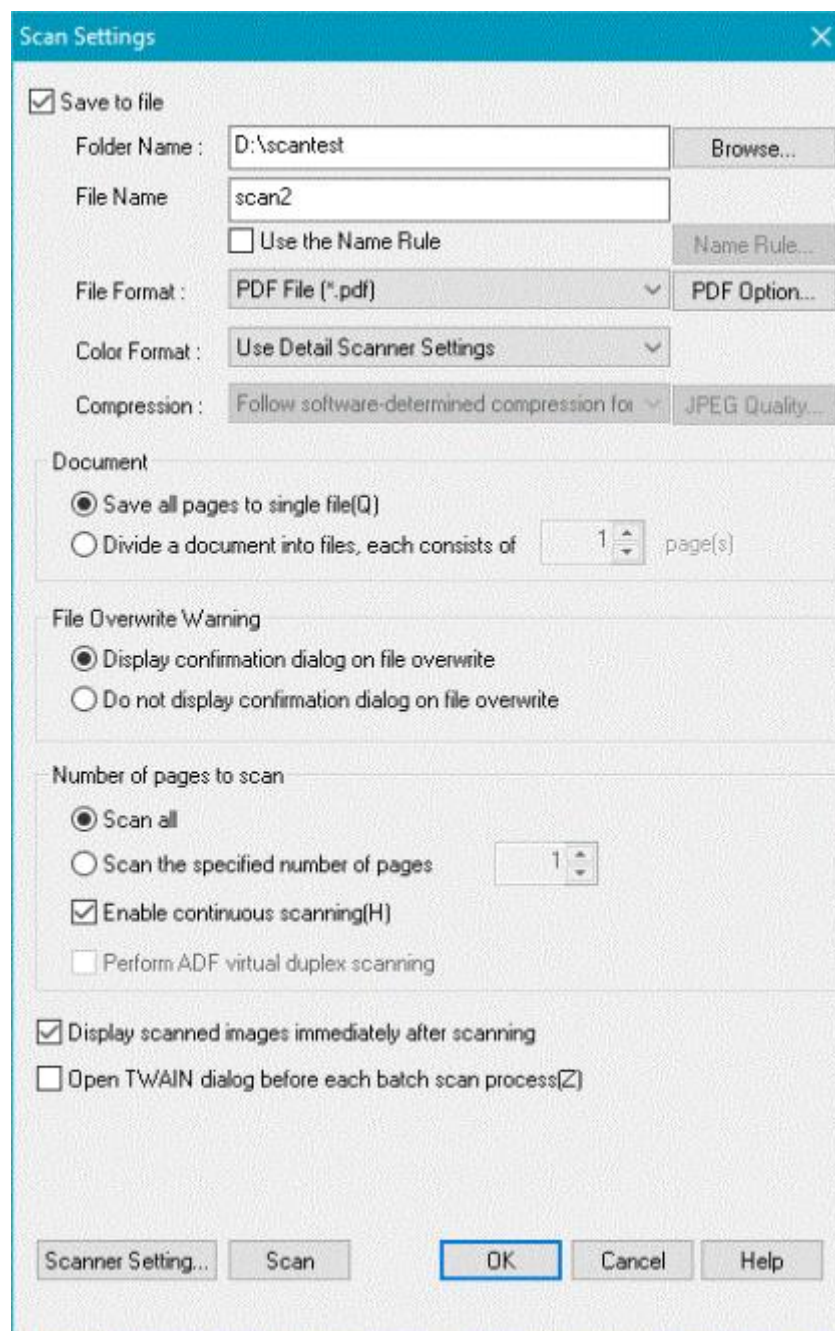 Scan Settings
Save to file
Folder Name : D:\scantest Browse...
File Name scan2
Use the Name Rule Name Rule...
File Format : PDF File (*.pdf) PDF Option...
Color Format : Use Detail Scanner Settings
Compression : Follow software-determined compression for JPEG Quality...
Document
Save all pages to single file(Q)
Divide a document into files, each consists of 1 page(s)
File Overwrite Warning
Display confirmation dialog on file overwrite
Do not display confirmation dialog on file overwrite
Number of pages to scan
Scan all
Scan the specified number of pages 1
Enable continuous scanning(H)
Perform ADF virtual duplex scanning
Display scanned images immediately after scanning
Open TWAIN dialog before each batch scan process(Z)
Scanner Setting... Scan OK Cancel Help